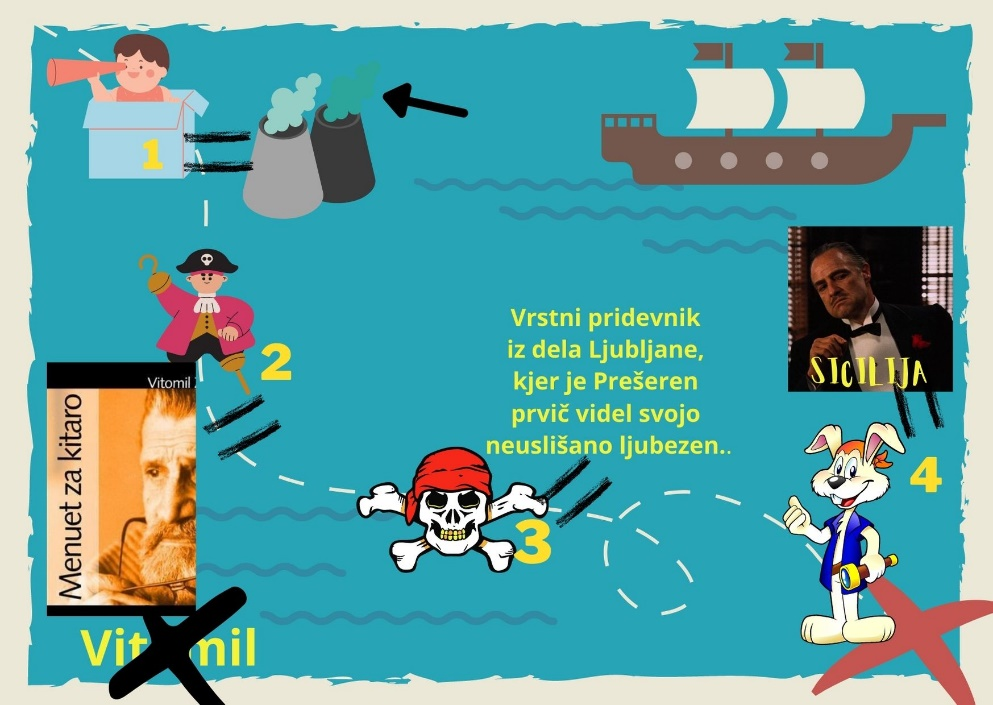 1
Vrstni pridevnik
iz dela Ljubljane,
kjer je Prešeren
prvič videl svojo
neuslišano ljubezen..
SICILIJA
2
Vitomil
Menuet za kitaro
3
4
Vitomil